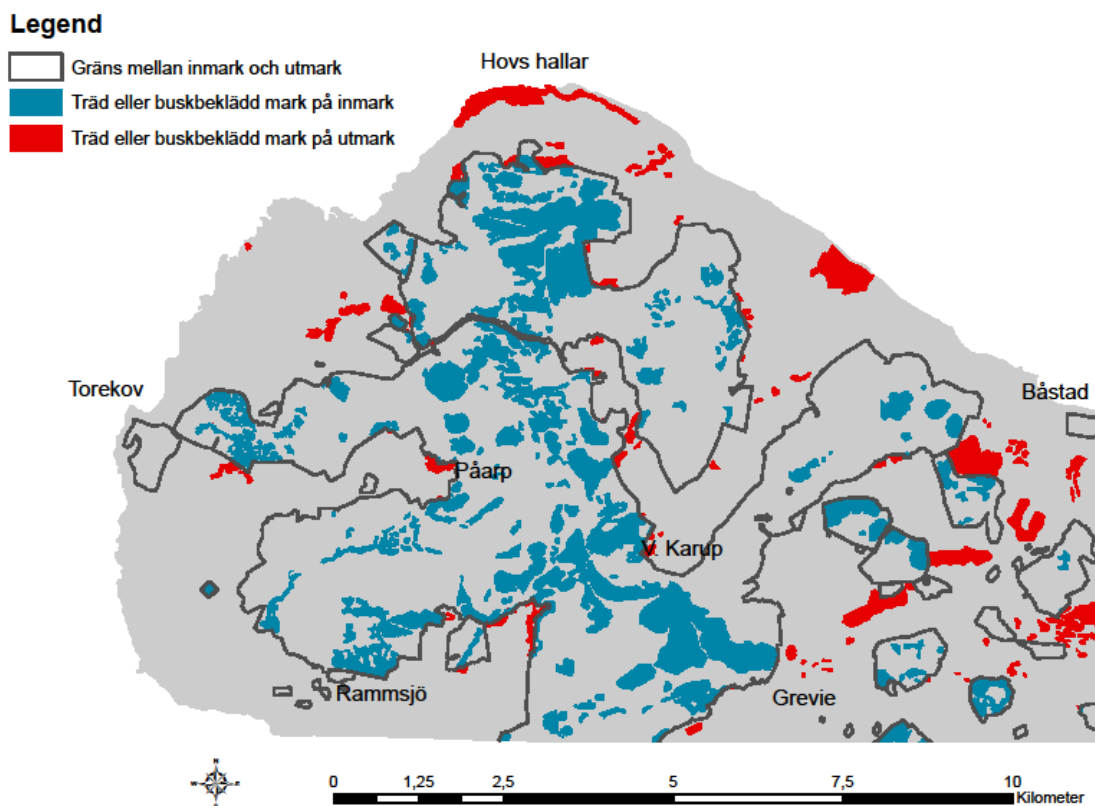 Legend
Gräns mellan inmark och utmark
Träd eller buskbeklädd mark på inmark
Träd eller buskbeklädd mark på utmark
Hovs hallar
Torekov
Båstad
Påarp
V. Karup
Rammsjö
Grevie
N
W E
S
0 1,25 2,5 5 7,5 10
Kilometer